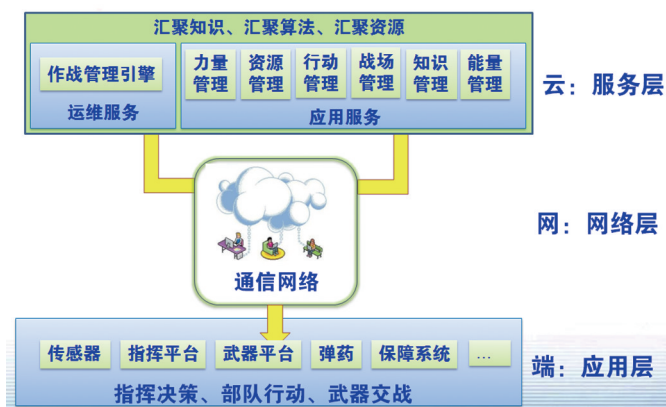 汇聚知识、汇聚算法、汇聚资源
作战管理引擎
运维服务
力量
管理
资源
管理
行动
管理
战场
管理
知识
管理
能量
管理
应用服务
云：服务层
通信网络
网：网络层
传感器
指挥平台
武器平台
弹药
保障系统
…
指挥决策、部队行动、武器交战
端：应用层